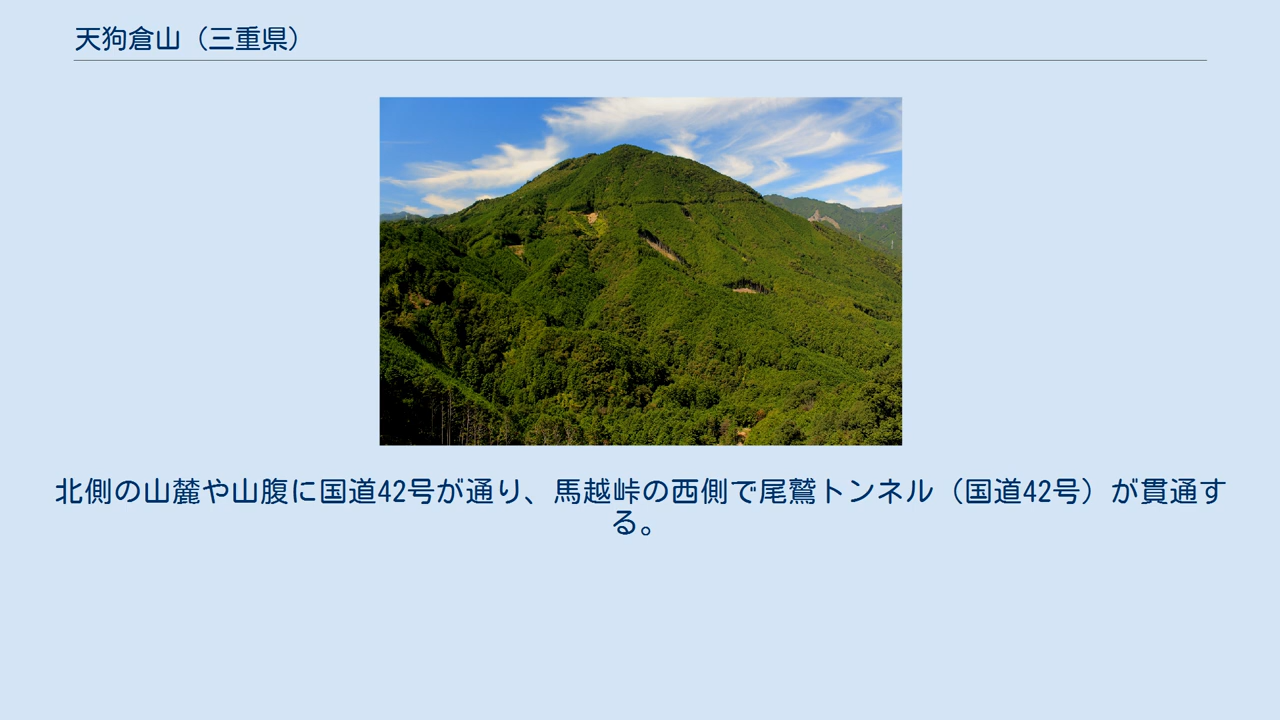 天狗倉山（三重県）
北側の山麓や山腹に国道42号が通り、馬越峠の西側で尾鷲トンネル（国道42号）が貫通す
る。